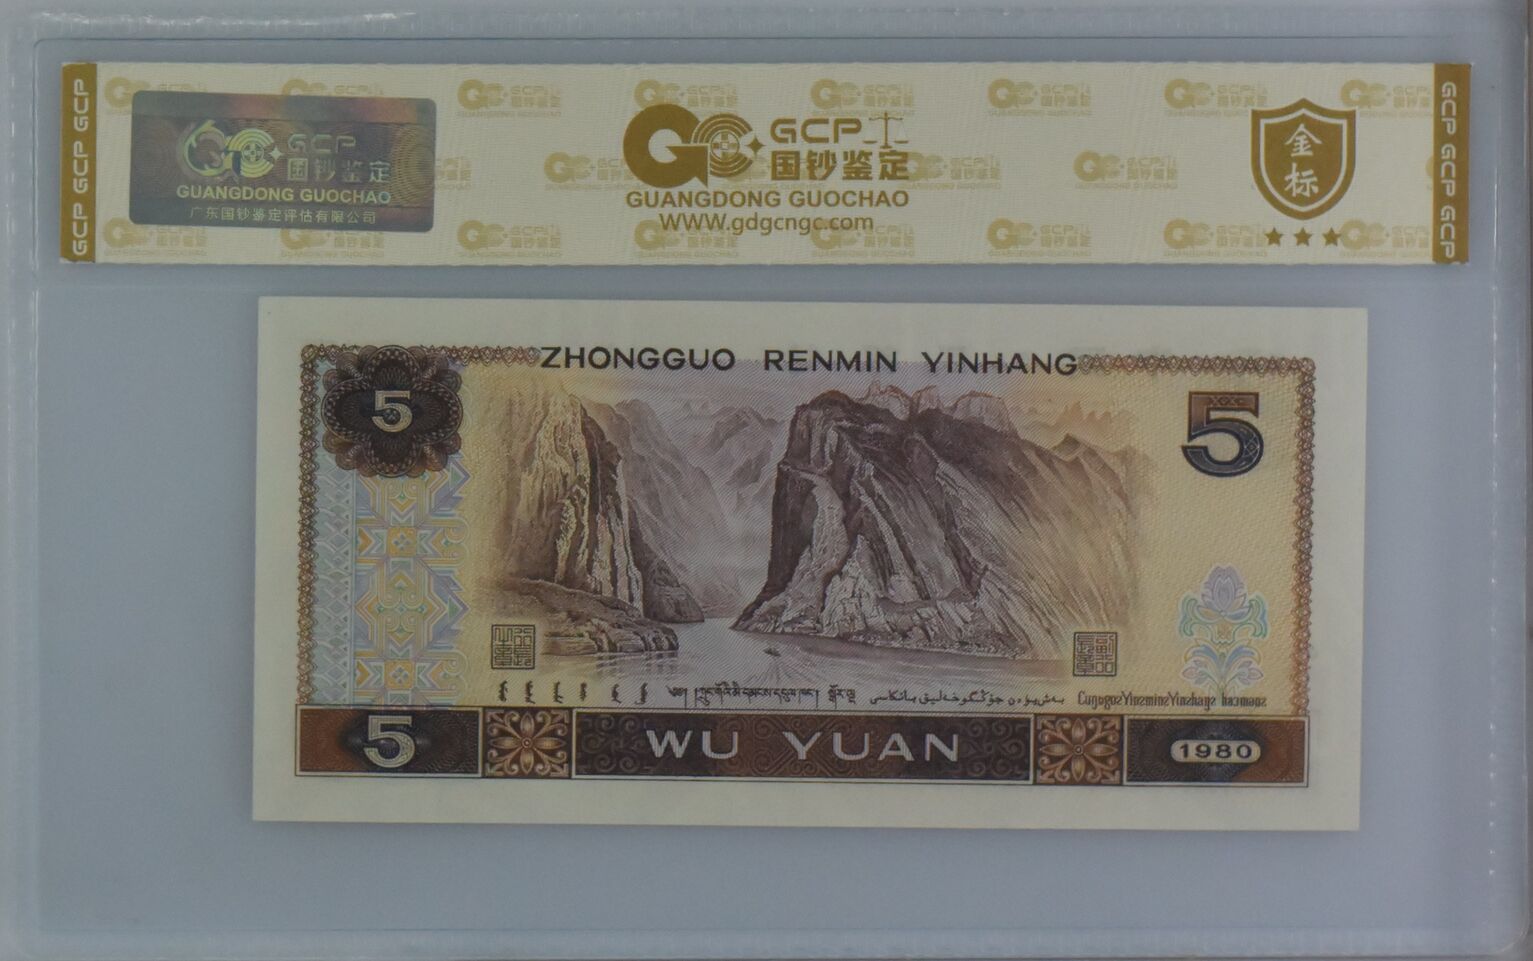 GCP GCP GCP
GCP
国钞鉴定
GUANGDONG GUOCHAO
广东国钞鉴定评估有限公司
GCP
国钞鉴定
GUANGDONG GUOCHAO
WWW.gdgcngc.com
金标
GCP GCP GCP
ZHONGGUO RENMIN YINHANG
5
5
5
WU YUAN
1980